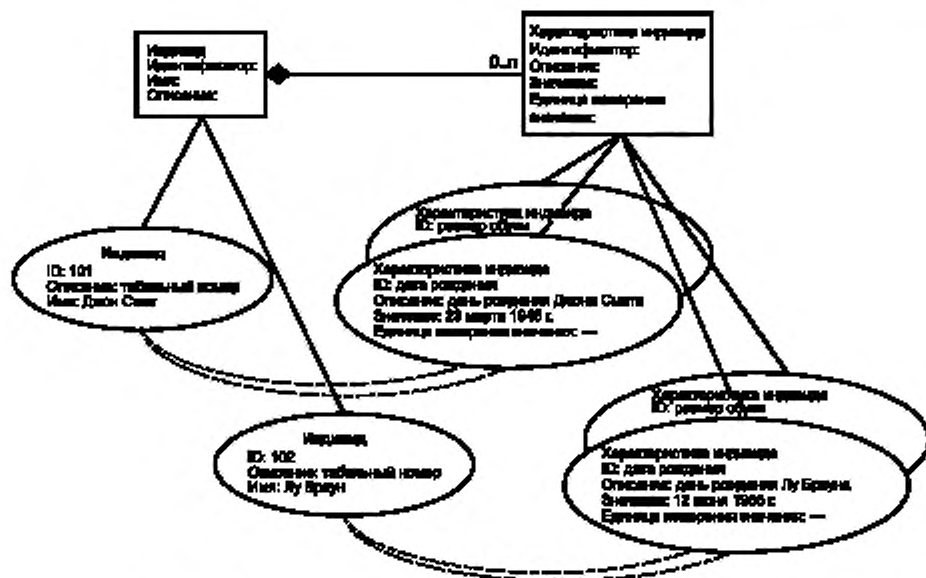 Индивид
Идентификатор:
Имя:
Описание:
0..n
Характеристика индивида
Идентификатор:
Описание:
Значение:
Единица измерения
значения:
Индивид
ID: 101
Описание: табельный номер
Имя: Джон Смит
Характеристика индивида
ID: размер обуви
Характеристика индивида
ID: дата рождения
Описание: день рождения Джона Смита
Значение: 23 марта г.
Единица измерения значения: —
Индивид
ID: 102
Описание: табельный номер
Имя: Лу Браун
Характеристика индивида
ID: размер обуви
Характеристика индивида
ID: дата рождения
Описание: день рождения Лу Брауна
Значение: 12 июня г.
Единица измерения значения: —